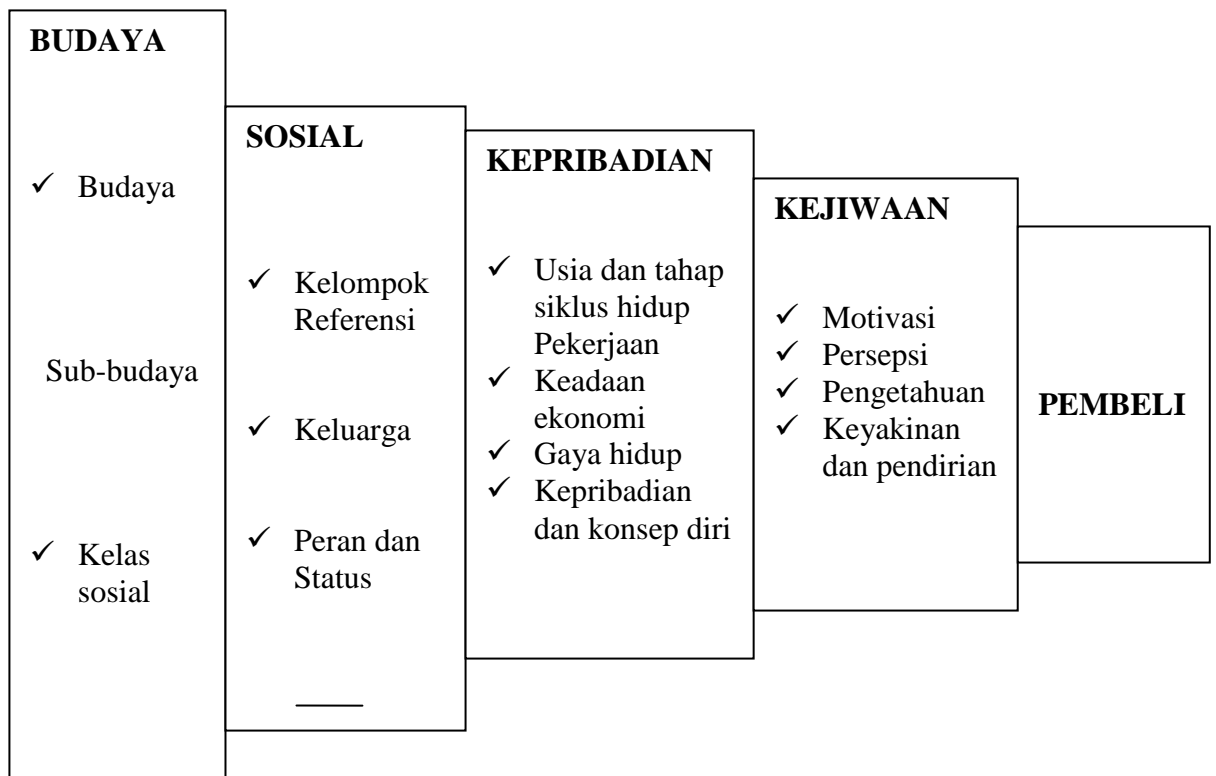 BUDAYA
✓ Budaya
Sub-budaya
✓ Kelas
sosial
SOSIAL
✓ Kelompok
Referensi
✓ Keluarga
✓ Peran dan
Status
KEPRIBADIAN
✓ Usia dan tahap
siklus hidup
Pekerjaan
✓ Keadaan
ekonomi
✓ Gaya hidup
✓ Kepribadian
dan konsep diri
KEJIWAAN
✓ Motivasi
✓ Persepsi
✓ Pengetahuan
✓ Keyakinan
dan pendirian
PEMBELI